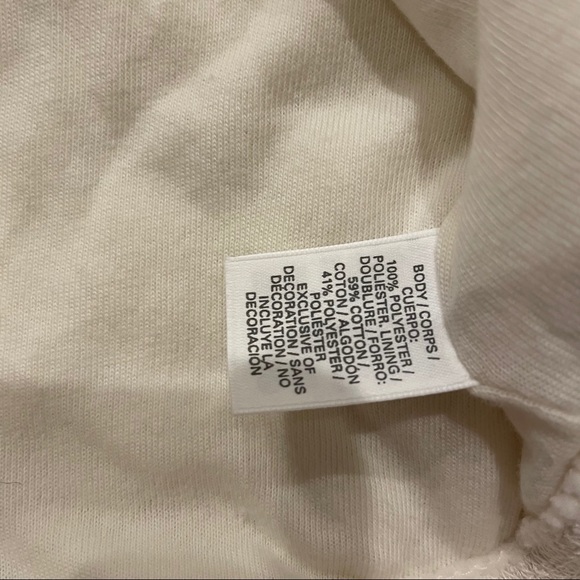 BODY / CORPS /
CUERPO:
100% POLYESTER /
POLIÉSTER. LINING /
DOUBLURE / FORRO:
59% COTTON /
COTON / ALGODÓN
41% POLYESTER /
POLIÉSTER
EXCLUSIVE OF
DECORATION / SANS
DÉCORATION / NO
INCLUYE LA
DECORACIÓN